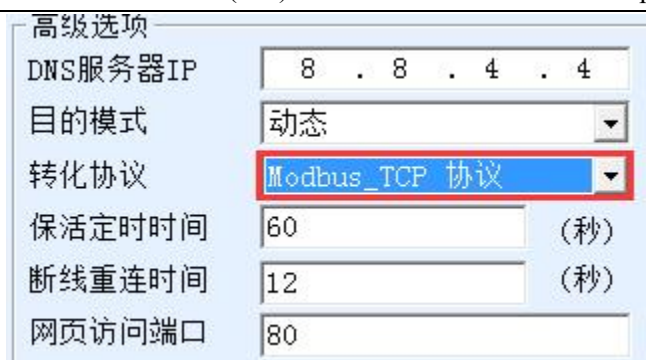 高级选项
DNS服务器IP 8 . 8 . 4 . 4
目的模式 动态
转化协议 Modbus_TCP 协议
保活定时时间 60 (秒)
断线重连时间 12 (秒)
网页访问端口 80